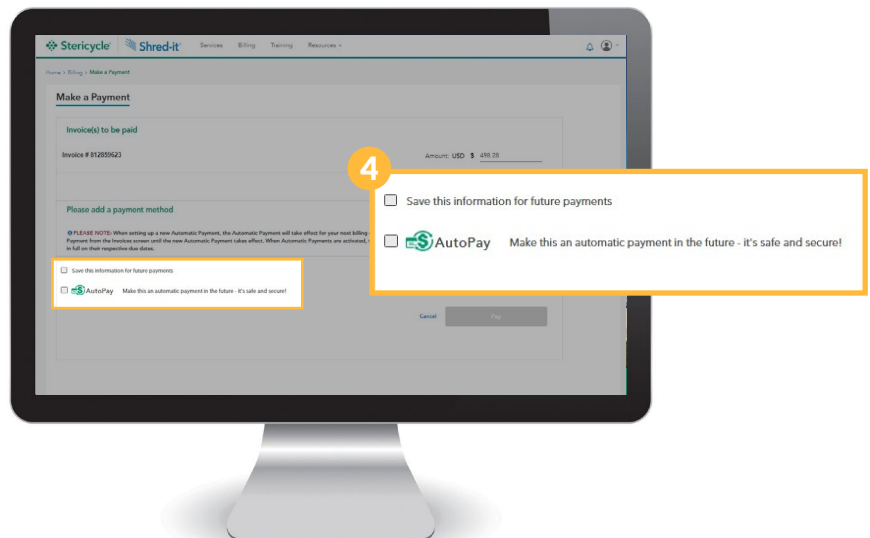 Stericycle Shred-it Services Billing Training Resources
Home > Billing > Make a Payment
Make a Payment
Invoice(s) to be paid
Invoice # 812859623 Amount: USD $ 498.28
4
Save this information for future payments
AutoPay Make this an automatic payment in the future - it's safe and secure!
Please add a payment method
PLEASE NOTE: When setting up a new Automatic Payment, the Automatic Payment will take effect for your next billing
Payment from the Invoices screen until the new Automatic Payment takes effect. When Automatic Payments are activated,
in full on their respective due dates.
Save this information for future payments
AutoPay Make this an automatic payment in the future - it's safe and secure!
Cancel Pay